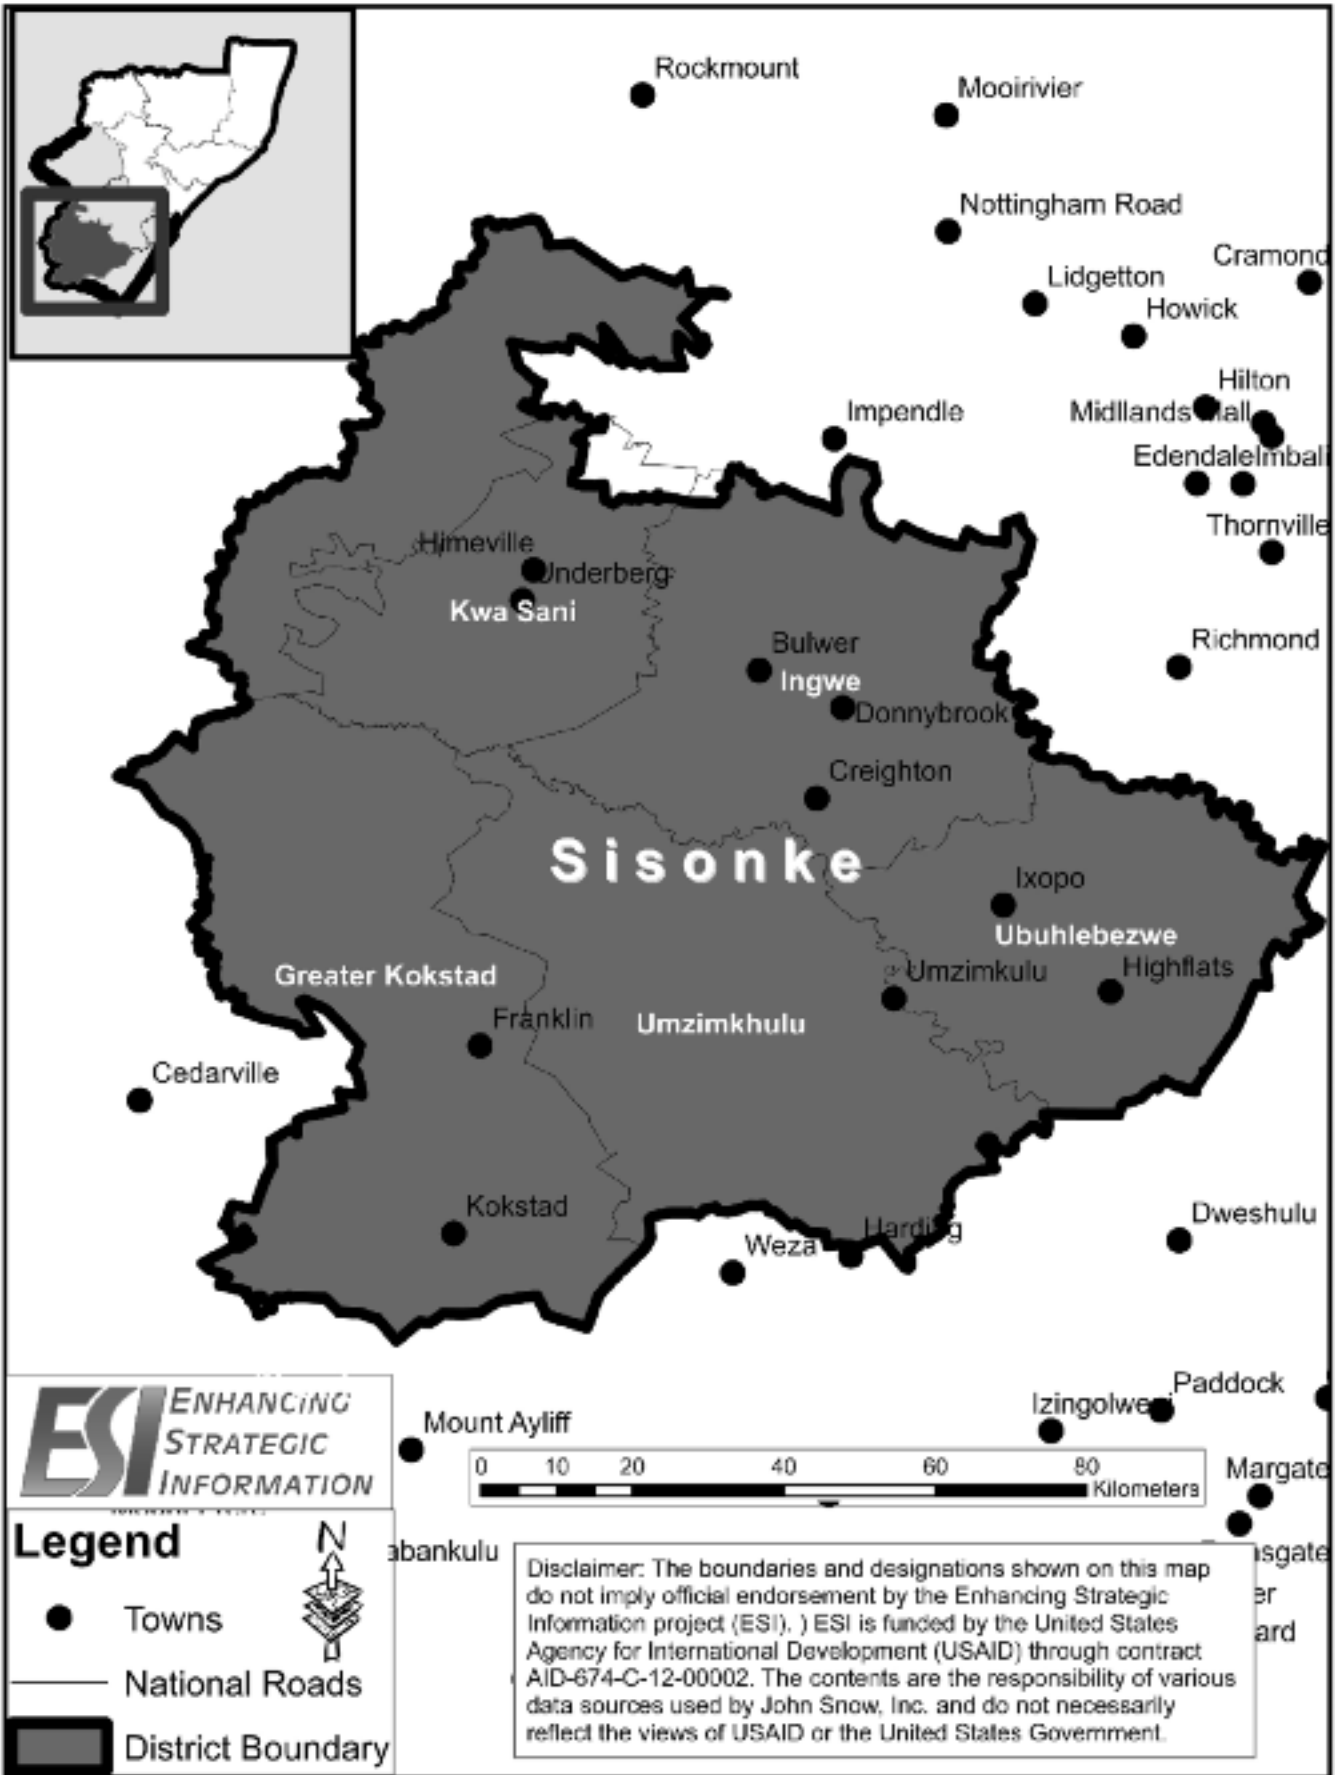 Rockmount
Mooirivier
Nottingham Road
Cramond
Lidgetton
Howick
Hilton
Impendle
Midllands Mall
Edendale
Imbali
Thornville
Himeville
Underberg
Kwa Sani
Richmond
Bulwer
Ingwe
Donnybrook
Creighton
Sisonke
Ixopo
Ubuhlebezwe
Umzimkulu
Highflats
Greater Kokstad
Franklin
Umzimkhulu
Cedarville
Kokstad
Dweshulu
Harding
Weza
Paddock
Izingolweni
Mount Ayliff
ESI
ENHANCING
STRATEGIC
INFORMATION
0 10 20 40 60 80
Kilometers
Margate
Legend
N
abankulu
sgate
er
ard
Towns
National Roads
District Boundary
Disclaimer: The boundaries and designations shown on this map
do not imply official endorsement by the Enhancing Strategic
Information project (ESI). ) ESI is funded by the United States
Agency for International Development (USAID) through contract
AID-674-C-12-00002. The contents are the responsibility of various
data sources used by John Snow, Inc. and do not necessarily
reflect the views of USAID or the United States Government.